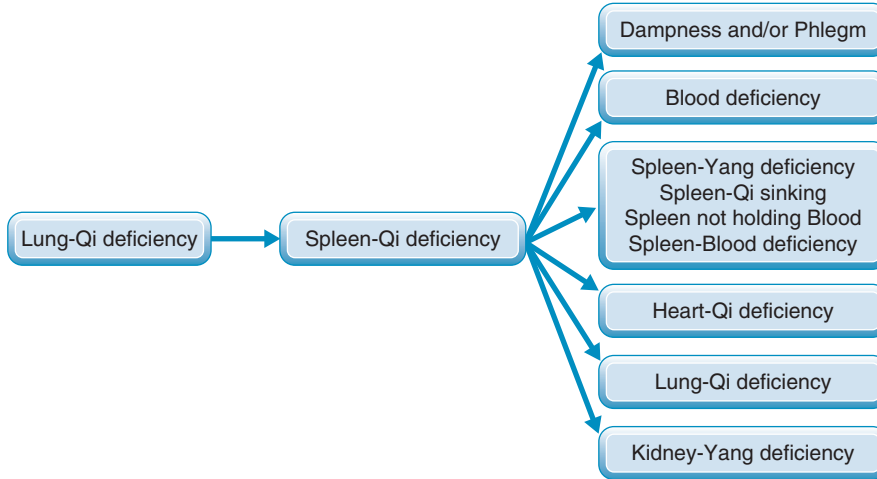 Lung-Qi deficiency
Spleen-Qi deficiency
Dampness and/or Phlegm
Blood deficiency
Spleen-Yang deficiency
Spleen-Qi sinking
Spleen not holding Blood
Spleen-Blood deficiency
Heart-Qi deficiency
Lung-Qi deficiency
Kidney-Yang deficiency